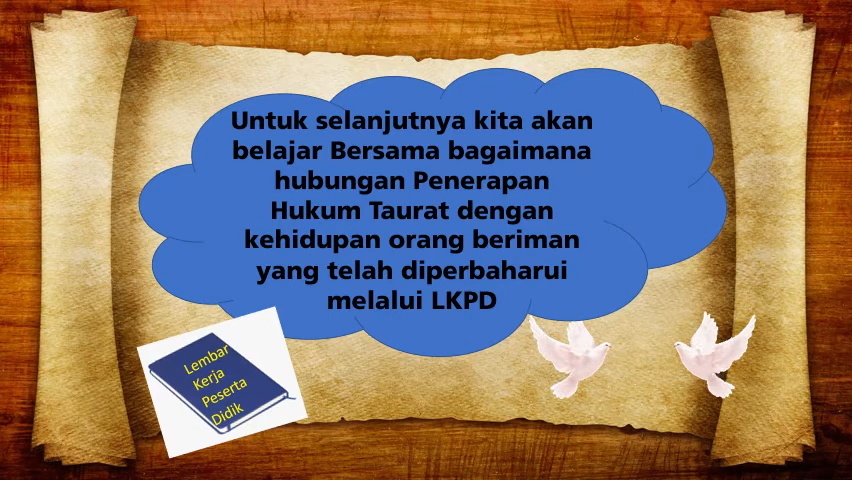 Untuk selanjutnya kita akan
belajar Bersama bagaimana
hubungan Penerapan
Hukum Taurat dengan
kehidupan orang beriman
yang telah diperbaharui
melalui LKPD
Lembar
Kerja
Peserta
Didik